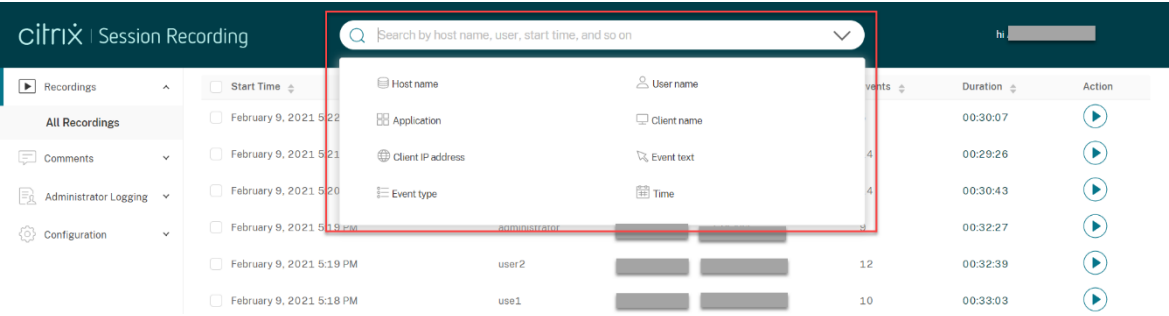 citrix | Session Recording
Search by host name, user, start time, and so on
hi
Recordings
All Recordings
Comments
Administrator Logging
Configuration
Start Time
Duration
Action
Host name
User name
Application
Client name
Client IP address
Event text
Event type
Time
February 9, 2021 5:22
00:30:07
February 9, 2021 5:21
4
00:29:26
February 9, 2021 5:20
4
00:30:43
February 9, 2021 5:19 PM
administrator
00:32:27
February 9, 2021 5:19 PM
user2
12
00:32:39
February 9, 2021 5:18 PM
use1
10
00:33:03